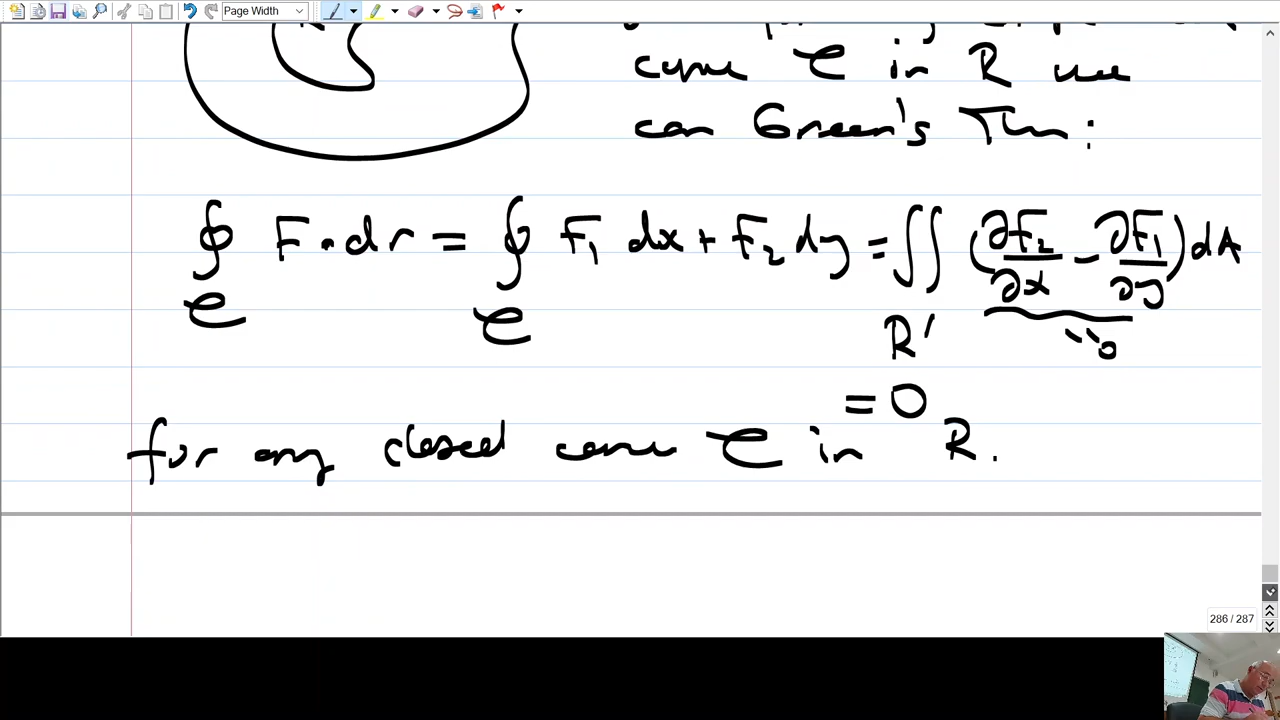 Page Width
curve C in R we
can Green's Thm:
∮ F · dr = ∮ F₁ dx + F₂ dy = ∬ (∂F₂/∂x − ∂F₁/∂y) dA
C C R' "0
= 0
for any closed curve C in R.
286 / 287